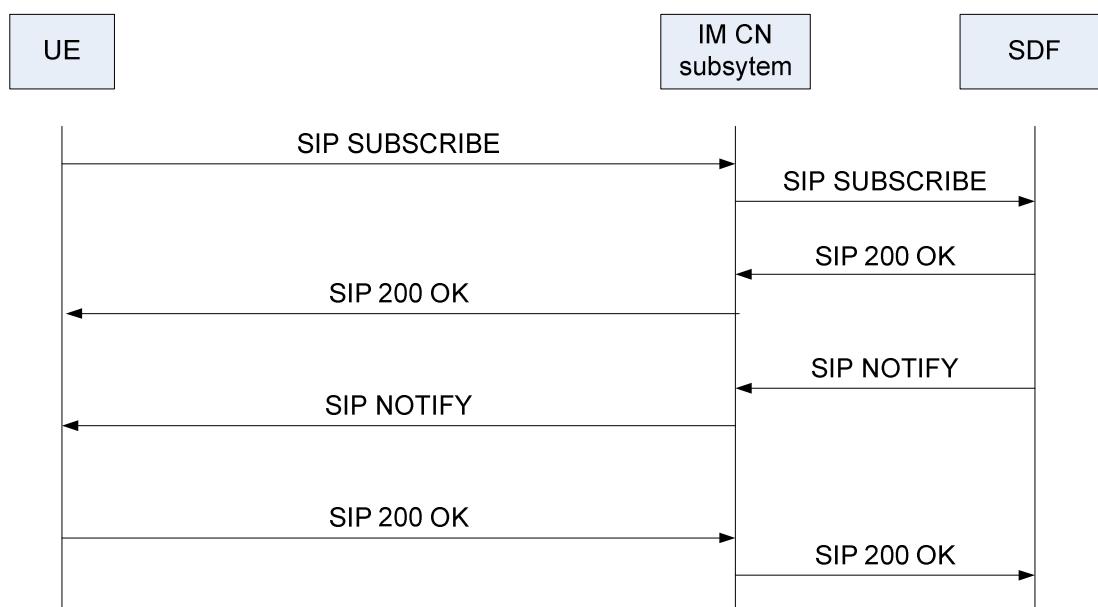 UE
IM CN
subsytem
SDF
SIP SUBSCRIBE
SIP SUBSCRIBE
SIP 200 OK
SIP 200 OK
SIP NOTIFY
SIP NOTIFY
SIP 200 OK
SIP 200 OK